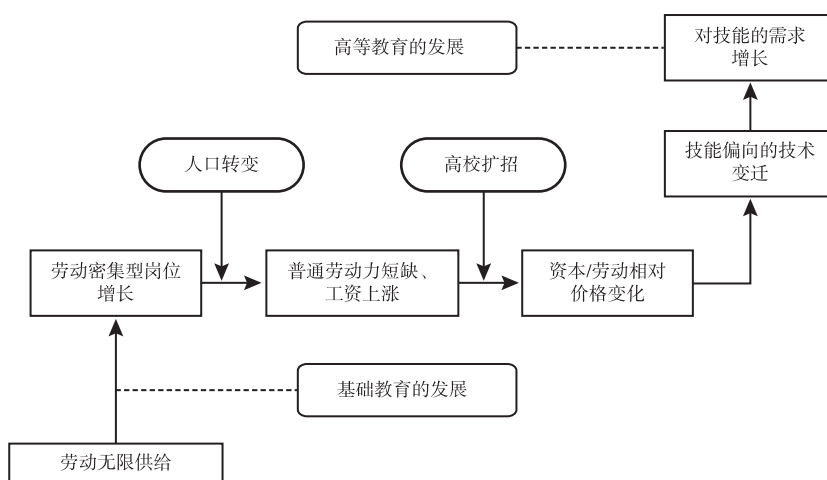 高等教育的发展
对技能的需求
增长
人口转变
高校扩招
技能偏向的技术
变迁
劳动密集型岗位
增长
普通劳动力短缺、
工资上涨
资本/劳动相对
价格变化
基础教育的发展
劳动无限供给